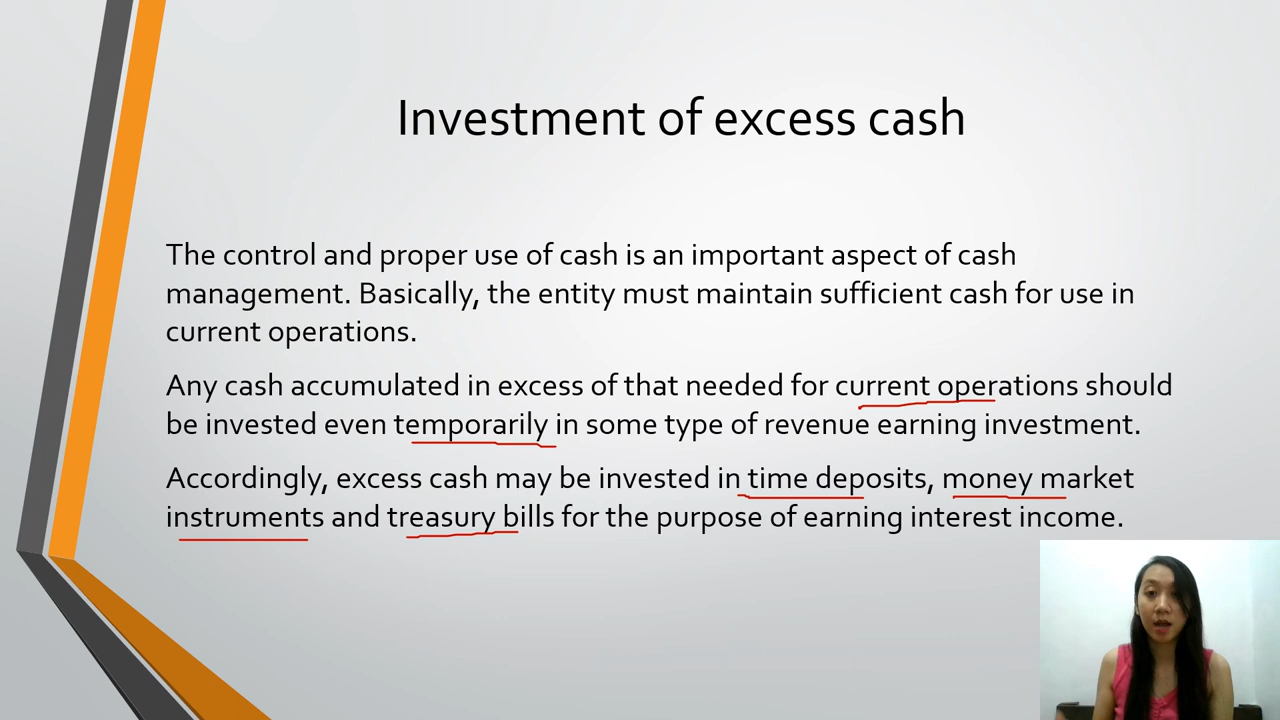 Investment of excess cash
The control and proper use of cash is an important aspect of cash
management. Basically, the entity must maintain sufficient cash for use in
current operations.
Any cash accumulated in excess of that needed for current operations should
be invested even temporarily in some type of revenue earning investment.
Accordingly, excess cash may be invested in time deposits, money market
instruments and treasury bills for the purpose of earning interest income.